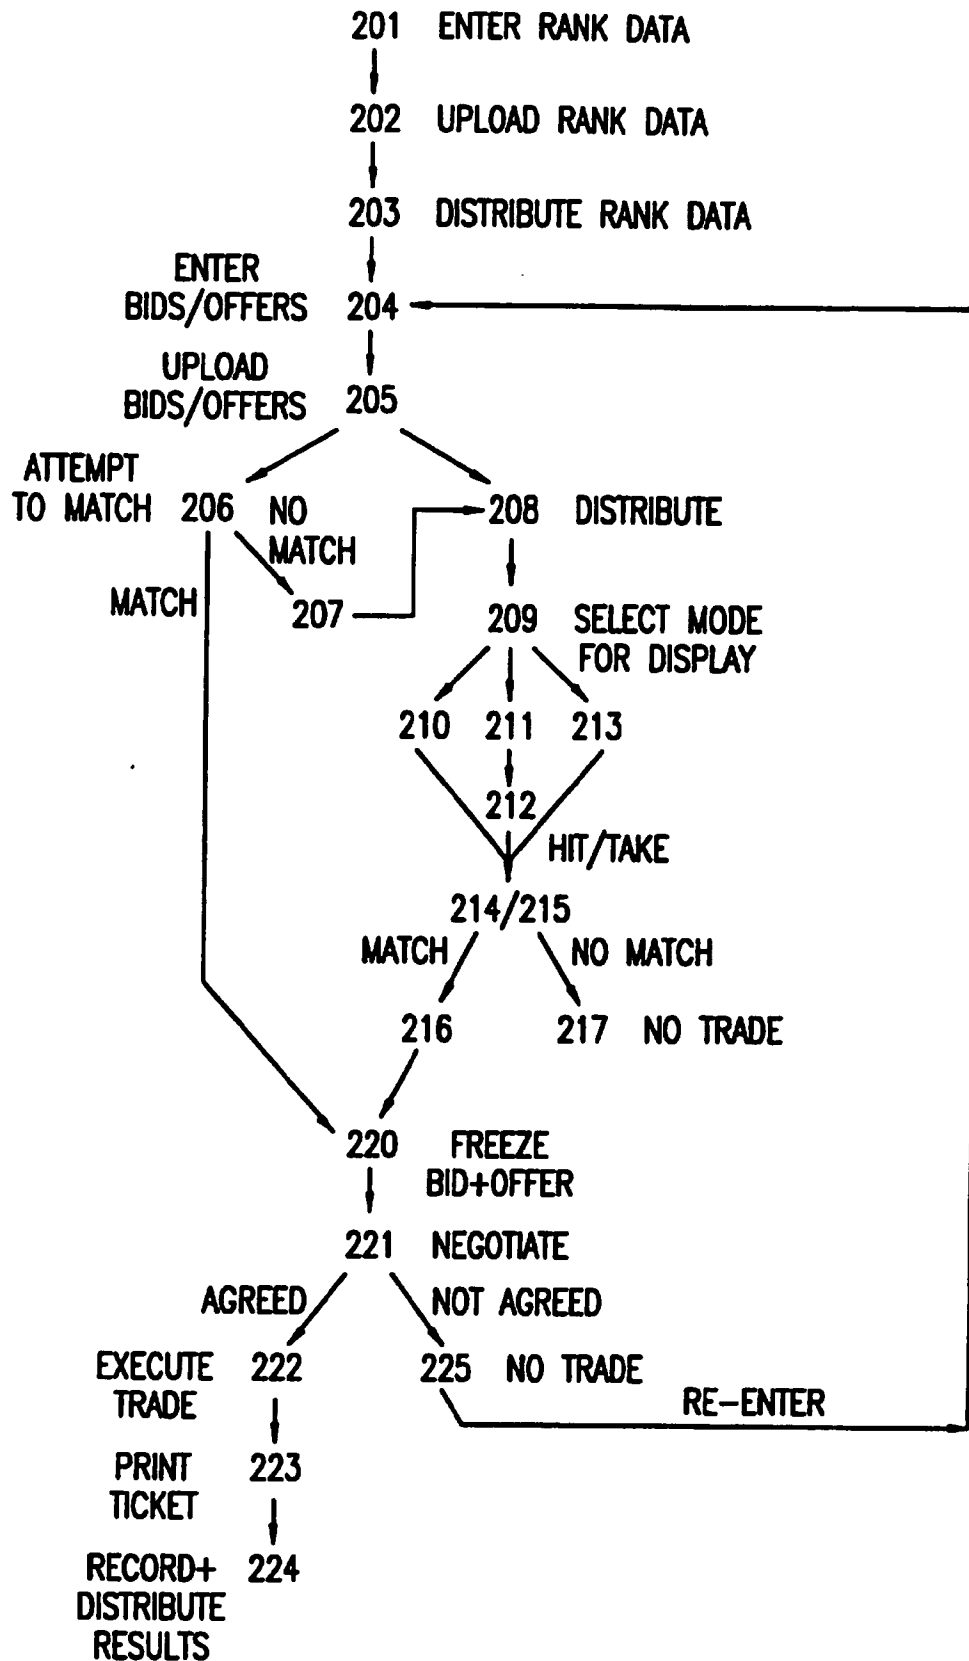 201 ENTER RANK DATA
202 UPLOAD RANK DATA
203 DISTRIBUTE RANK DATA
ENTER
BIDS/OFFERS 204
UPLOAD
BIDS/OFFERS 205
ATTEMPT
TO MATCH 206 NO
MATCH
208 DISTRIBUTE
MATCH
207
209 SELECT MODE
FOR DISPLAY
210 211 213
212
HIT/TAKE
214/215
MATCH NO MATCH
216 217 NO TRADE
220 FREEZE
BID+OFFER
221 NEGOTIATE
AGREED NOT AGREED
EXECUTE 222
TRADE
225 NO TRADE
RE-ENTER
PRINT 223
TICKET
RECORD+ 224
DISTRIBUTE
RESULTS